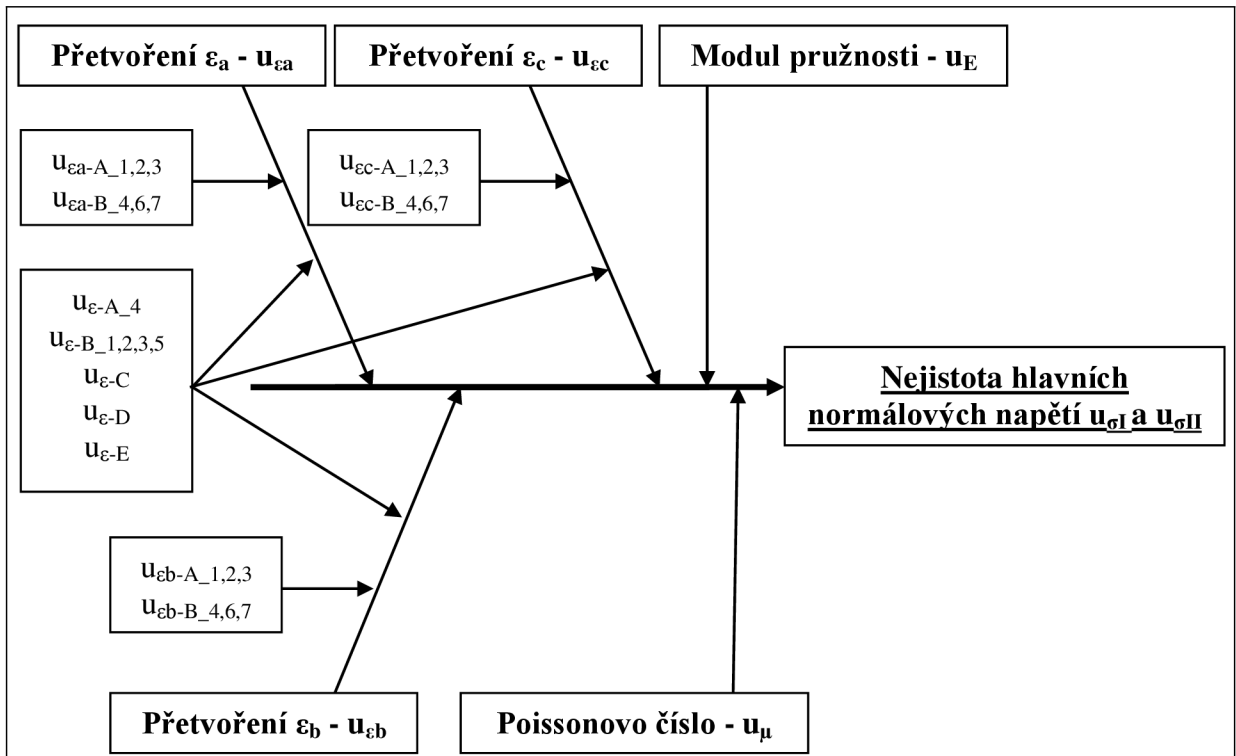 Přetvoření εa - uεa
Přetvoření εc - uεc
Modul pružnosti - uE
uεa-A_1,2,3
uεa-B_4,6,7
uεc-A_1,2,3
uεc-B_4,6,7
uε-A_4
uε-B_1,2,3,5
uε-C
uε-D
uε-E
Nejistota hlavních
normálových napětí uσI a uσII
uεb-A_1,2,3
uεb-B_4,6,7
Přetvoření εb - uεb
Poissonovo číslo - uμ